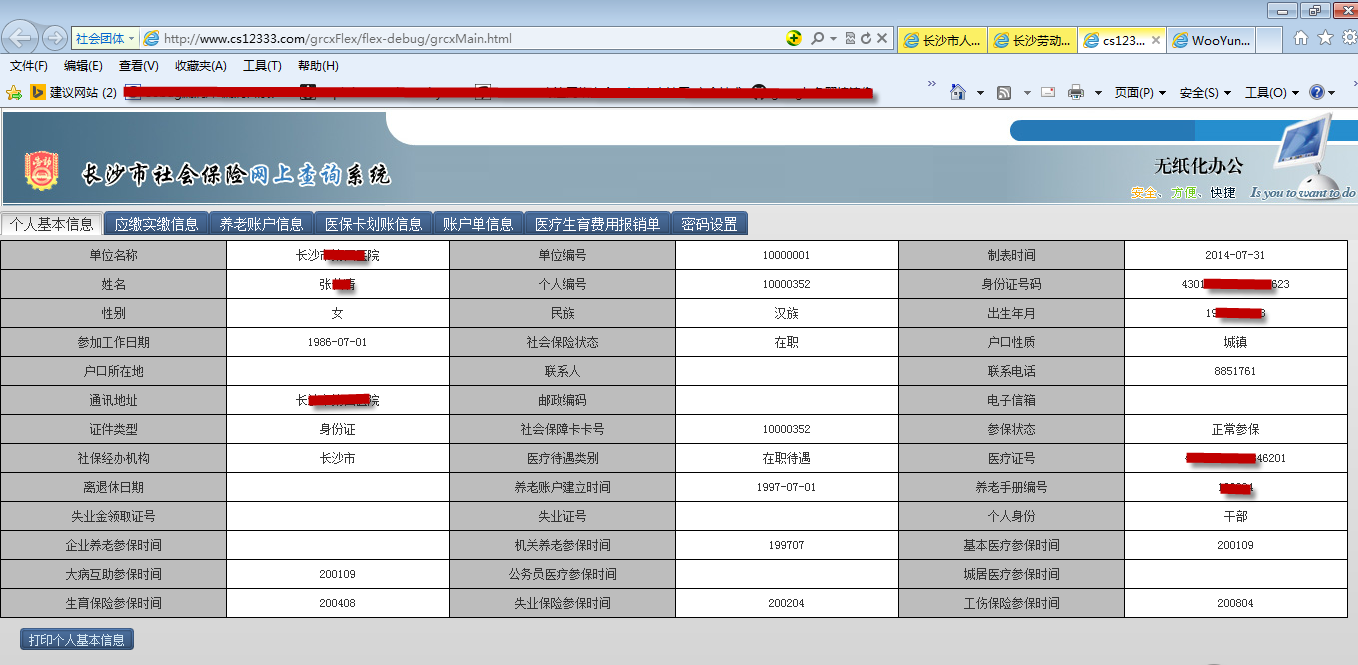 社会团体 http://www.cs12333.com/grcxFlex/flex-debug/grcxMain.html 长沙市人... 长沙劳动... cs123... WooYun...
文件(F) 编辑(E) 查看(V) 收藏夹(A) 工具(T) 帮助(H)
建议网站 (2) 页面(P) 安全(S) 工具(O)
长沙市社会保险网上查询系统
无纸化办公
安全、方便、快捷 Is you to want to do
个人基本信息 应缴实缴信息 养老账户信息 医保卡划账信息 账户单信息 医疗生育费用报销单 密码设置
单位名称 长沙 院 单位编号 10000001 制表时间 2014-07-31
姓名 张 个人编号 10000352 身份证号码 430 623
性别 女 民族 汉族 出生年月 19
参加工作日期 1986-07-01 社会保险状态 在职 户口性质 城镇
户口所在地 联系人 联系电话 8851761
通讯地址 长 院 邮政编码 电子信箱
证件类型 身份证 社会保障卡卡号 10000352 参保状态 正常参保
社保经办机构 长沙市 医疗待遇类别 在职待遇 医疗证号 46201
离退休日期 养老账户建立时间 1997-07-01 养老手册编号
失业金领取证号 失业证号 个人身份 干部
企业养老参保时间 机关养老参保时间 199707 基本医疗参保时间 200109
大病互助参保时间 200109 公务员医疗参保时间 城居医疗参保时间
生育保险参保时间 200408 失业保险参保时间 200204 工伤保险参保时间 200804
打印个人基本信息